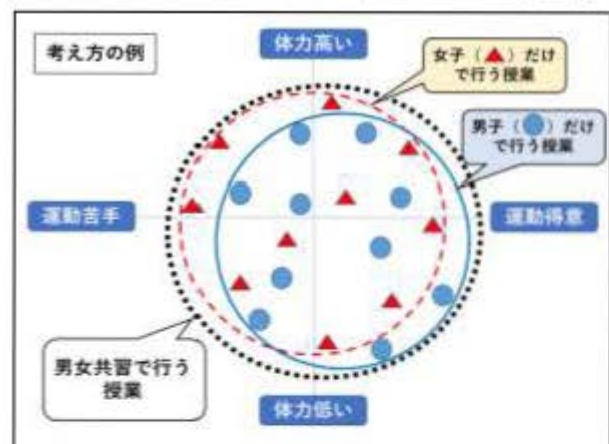 考え方の例
体力高い
女子(▲)だけ
で行う授業
男子(●)だけ
で行う授業
運動苦手
運動得意
男女共習で行う
授業
体力低い